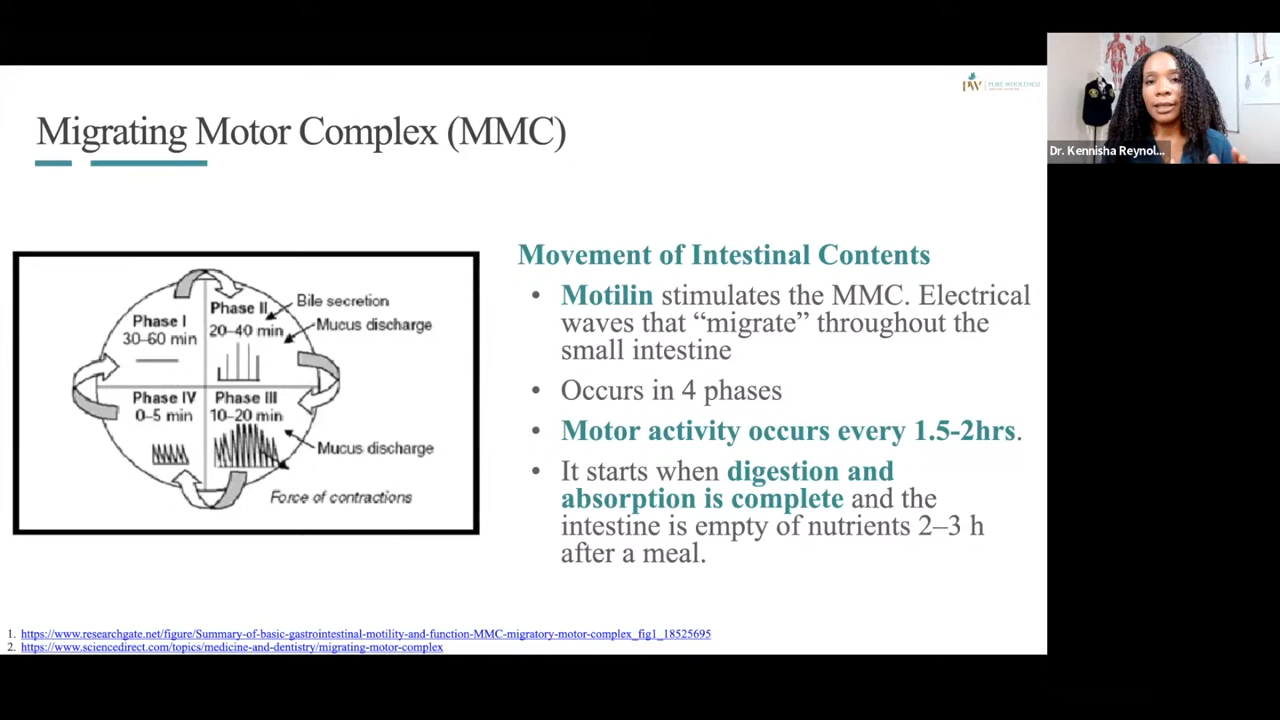 PW PURE WHOLENESS
Dr. Kennisha Reynol...
Migrating Motor Complex (MMC)
Phase I
30–60 min
Phase II
20–40 min
Bile secretion
Mucus discharge
Phase IV
0–5 min
Phase III
10–20 min
Mucus discharge
Force of contractions
Movement of Intestinal Contents
• Motilin stimulates the MMC. Electrical
waves that “migrate” throughout the
small intestine
• Occurs in 4 phases
• Motor activity occurs every 1.5-2hrs.
• It starts when digestion and
absorption is complete and the
intestine is empty of nutrients 2–3 h
after a meal.
1. https://www.researchgate.net/figure/Summary-of-basic-gastrointestinal-motility-and-function-MMC-migratory-motor-complex_fig1_18525695
2. https://www.sciencedirect.com/topics/medicine-and-dentistry/migrating-motor-complex